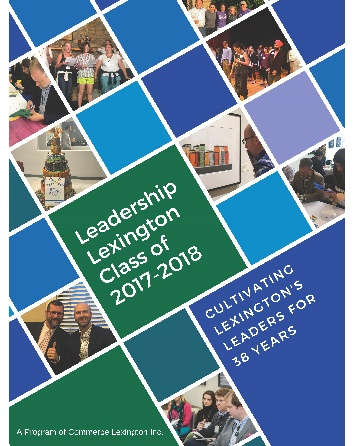 Leadership
Lexington
Class of
2017-2018
CULTIVATING
LEXINGTON'S
LEADERS FOR
38 YEARS
A Program of Commerce Lexington Inc.